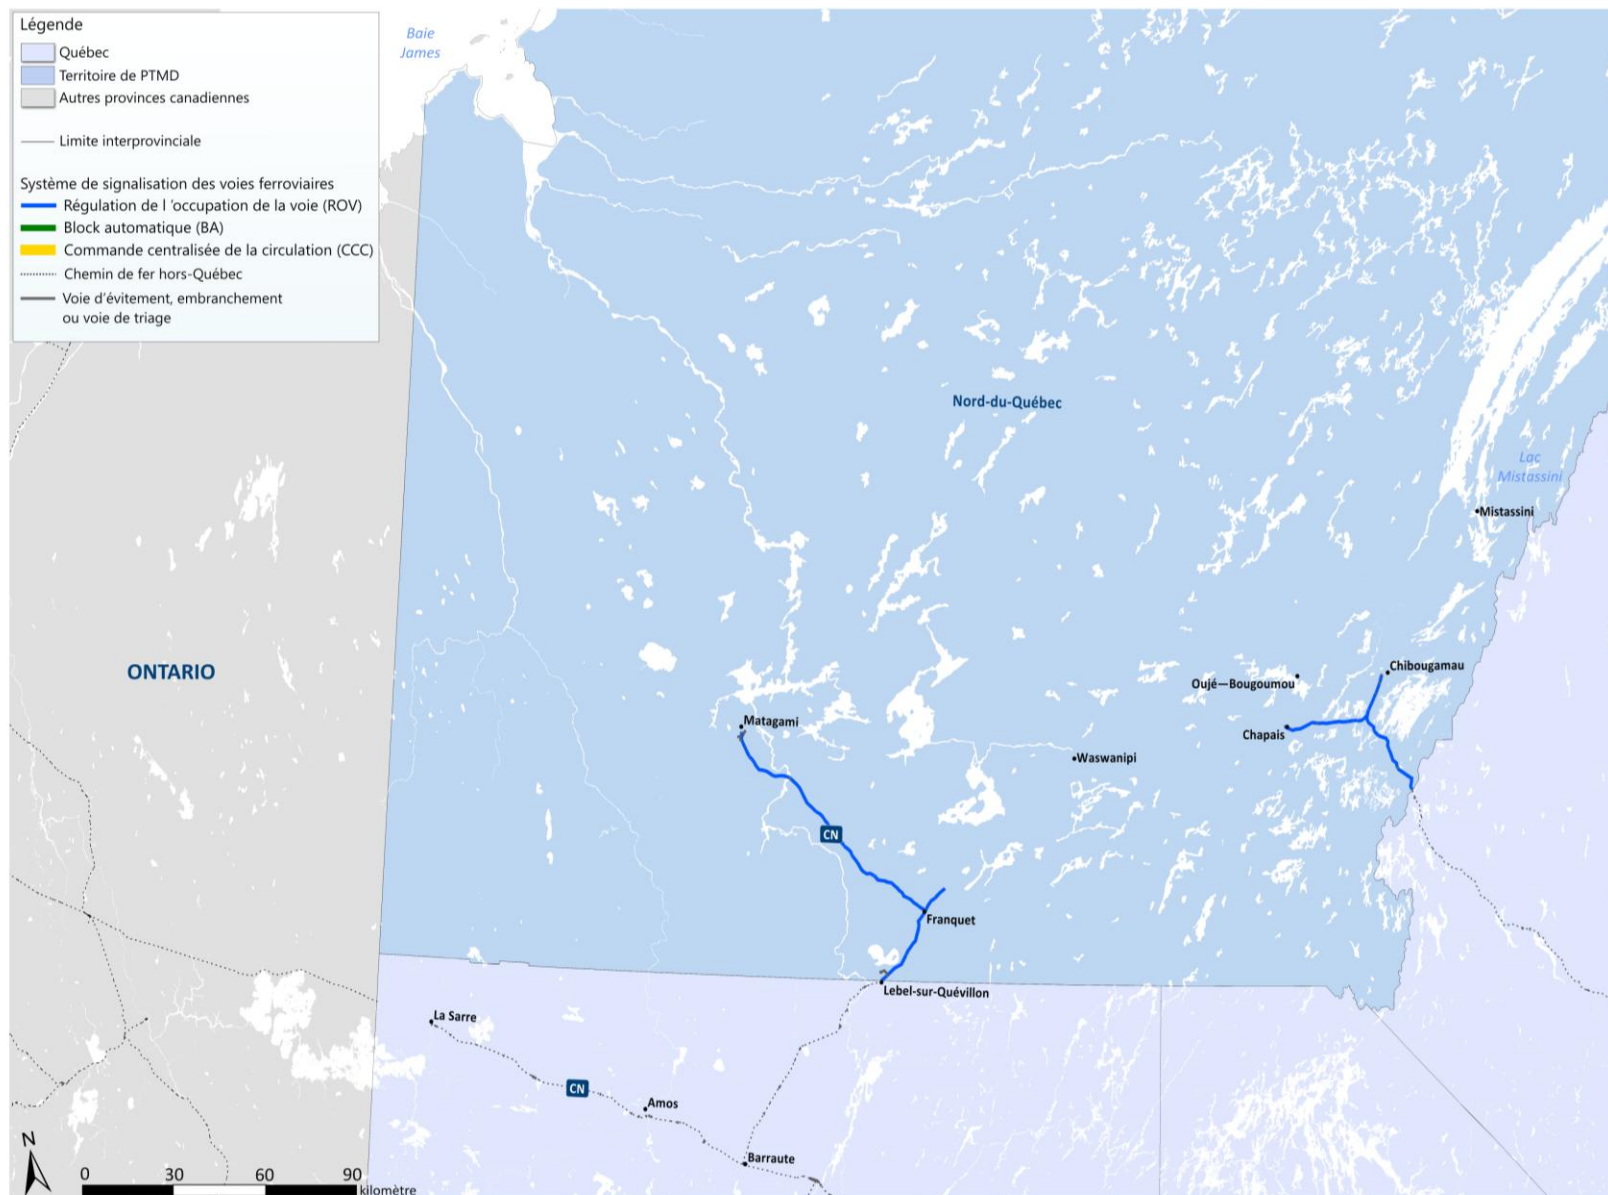 Légende
Québec
Territoire de PTMD
Autres provinces canadiennes
Limite interprovinciale
Système de signalisation des voies ferroviaires
Régulation de l 'occupation de la voie (ROV)
Block automatique (BA)
Commande centralisée de la circulation (CCC)
Chemin de fer hors-Québec
Voie d'évitement, embranchement
ou voie de triage
Baie
James
Nord-du-Québec
Lac
Mistassini
Mistassini
ONTARIO
Chibougamau
Oujé—Bougoumou
Matagami
Chapais
Waswanipi
CN
Franquet
Lebel-sur-Quévillon
La Sarre
CN
Amos
Barraute
N
0 30 60 90
kilomètre